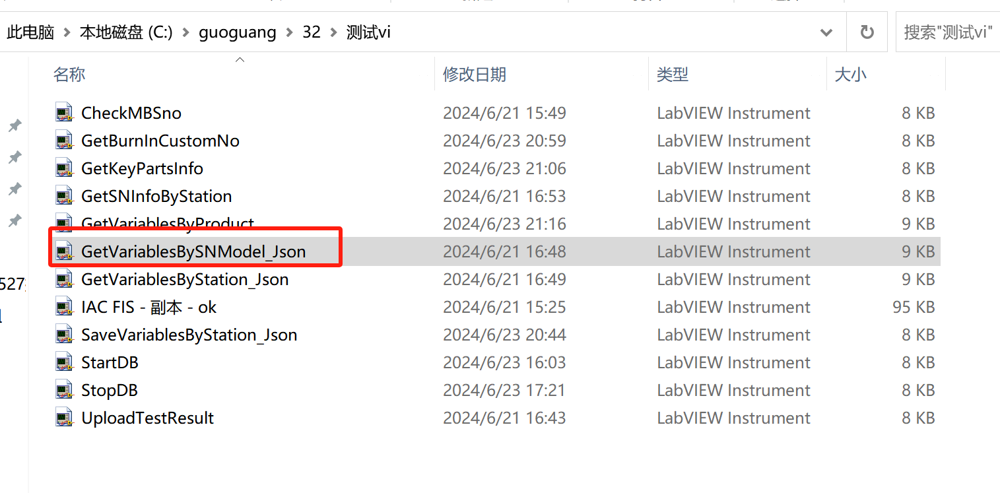 此电脑 > 本地磁盘 (C:) > guoguang > 32 > 测试vi 搜索"测试vi"
名称 修改日期 类型 大小
CheckMBSno 2024/6/21 15:49 LabVIEW Instrument 8 KB
GetBurnInCustomNo 2024/6/23 20:59 LabVIEW Instrument 8 KB
GetKeyPartsInfo 2024/6/23 21:06 LabVIEW Instrument 8 KB
GetSNInfoByStation 2024/6/21 16:53 LabVIEW Instrument 8 KB
GetVariablesByProduct 2024/6/23 21:16 LabVIEW Instrument 9 KB
GetVariablesBySNModel_Json 2024/6/21 16:48 LabVIEW Instrument 9 KB
527 GetVariablesByStation_Json 2024/6/21 16:49 LabVIEW Instrument 9 KB
IAC FIS - 副本 - ok 2024/6/21 15:25 LabVIEW Instrument 95 KB
SaveVariablesByStation_Json 2024/6/23 20:44 LabVIEW Instrument 8 KB
StartDB 2024/6/23 16:03 LabVIEW Instrument 8 KB
StopDB 2024/6/23 17:21 LabVIEW Instrument 8 KB
UploadTestResult 2024/6/21 16:43 LabVIEW Instrument 8 KB